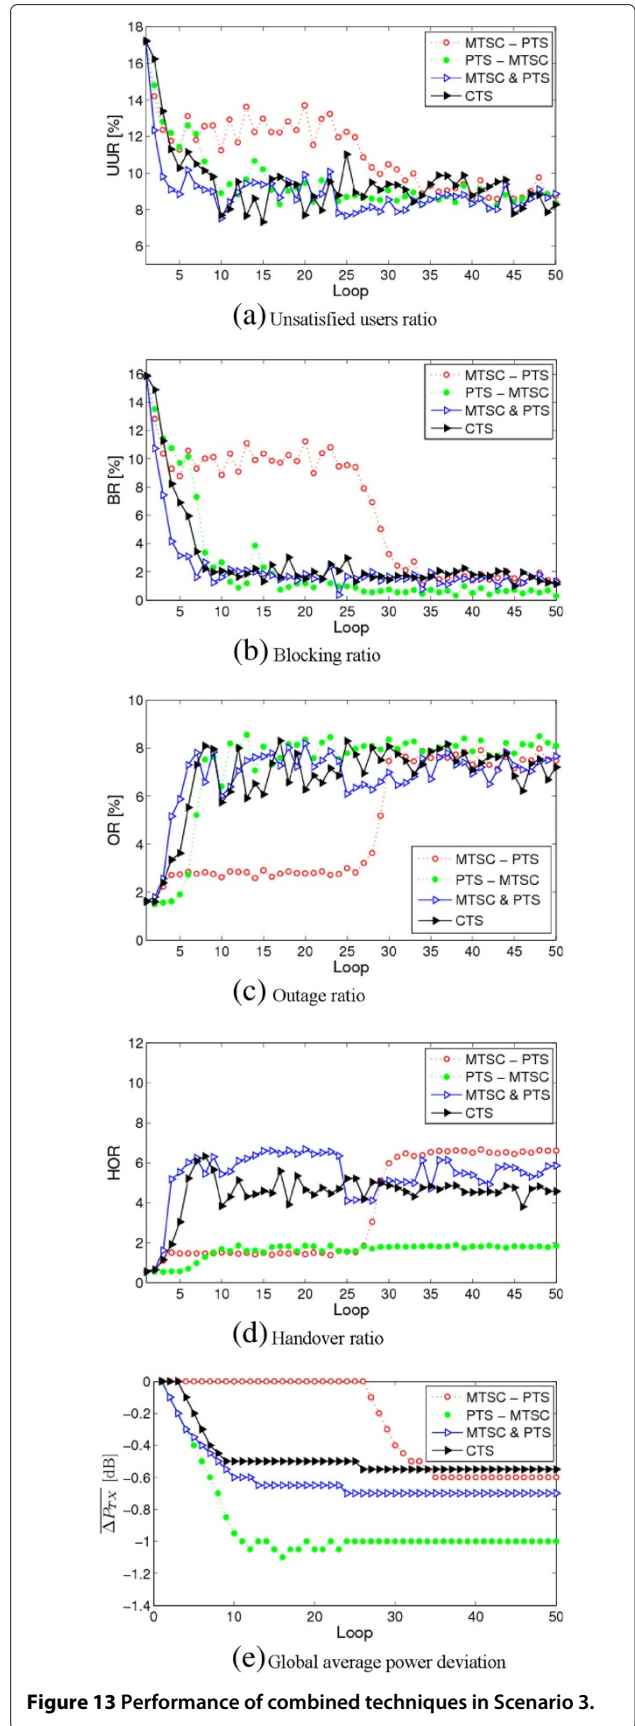 18
16
14
12
10
8
6
UUR [%]
MTSC – PTS
PTS – MTSC
MTSC & PTS
CTS
5 10 15 20 25 30 35 40 45 50
Loop
(a) Unsatisfied users ratio
16
14
12
10
8
6
4
2
0
BR [%]
MTSC – PTS
PTS – MTSC
MTSC & PTS
CTS
5 10 15 20 25 30 35 40 45 50
Loop
(b) Blocking ratio
10
8
6
4
2
0
OR [%]
MTSC – PTS
PTS – MTSC
MTSC & PTS
CTS
5 10 15 20 25 30 35 40 45 50
Loop
(c) Outage ratio
12
10
8
6
4
2
0
HOR
MTSC – PTS
PTS – MTSC
MTSC & PTS
CTS
5 10 15 20 25 30 35 40 45 50
Loop
(d) Handover ratio
0
−0.2
−0.4
−0.6
−0.8
−1
−1.2
−1.4
ΔPTX [dB]
MTSC – PTS
PTS – MTSC
MTSC & PTS
CTS
0 10 20 30 40 50
Loop
(e) Global average power deviation
Figure 13 Performance of combined techniques in Scenario 3.